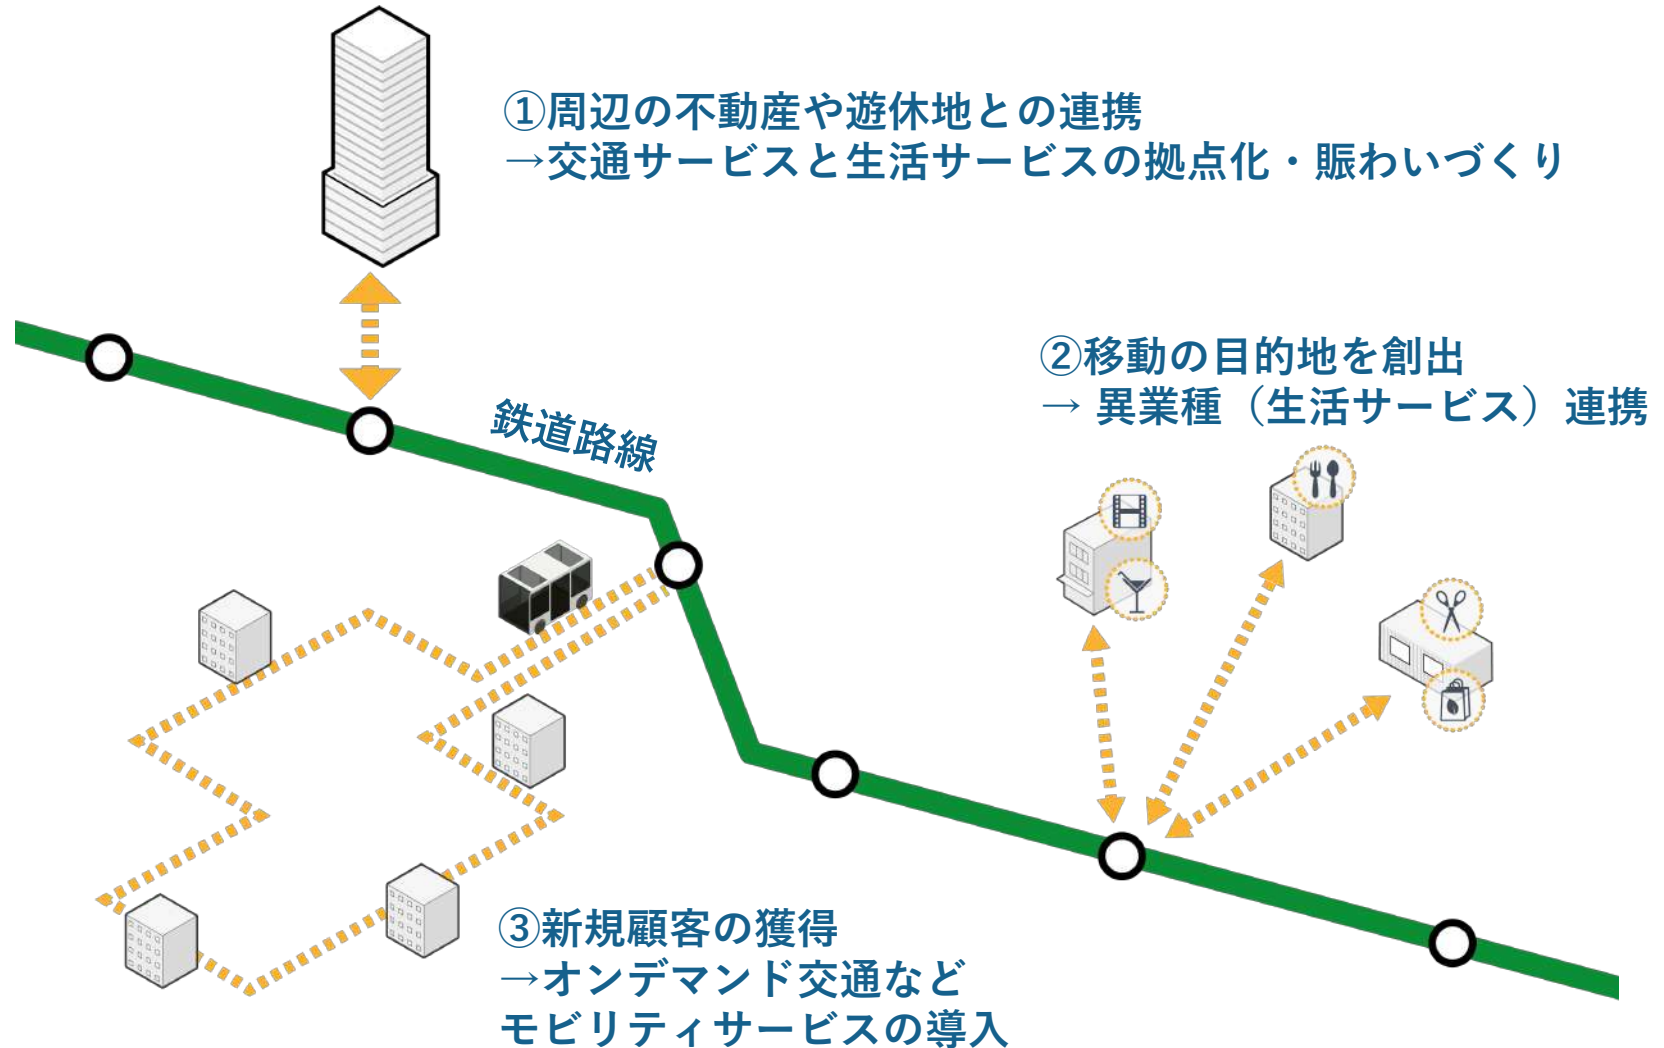 ①周辺の不動産や遊休地との連携
→交通サービスと生活サービスの拠点化・賑わいづくり
②移動の目的地を創出
→ 異業種（生活サービス）連携
鉄道路線
③新規顧客の獲得
→オンデマンド交通など
モビリティサービスの導入